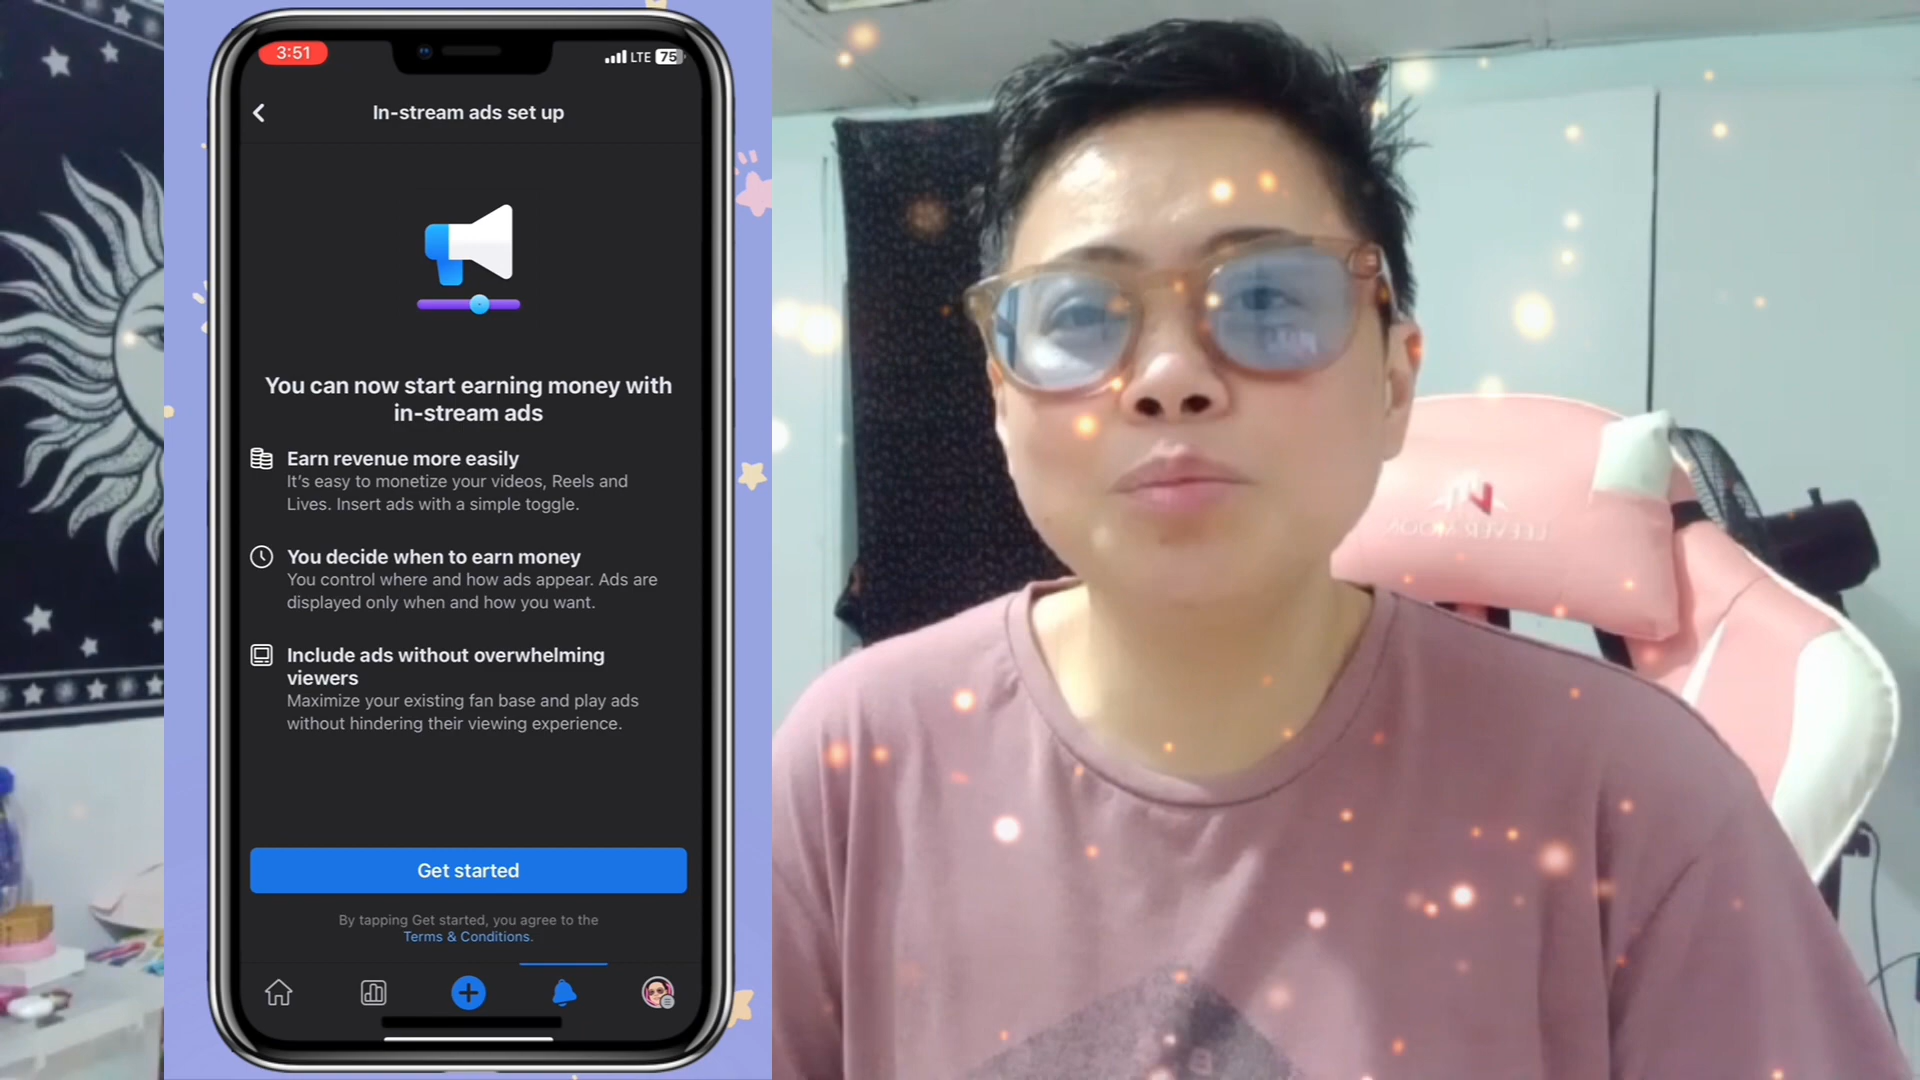 3:51
LTE 75
In-stream ads set up
You can now start earning money with
in-stream ads
Earn revenue more easily
It's easy to monetize your videos, Reels and
Lives. Insert ads with a simple toggle.
You decide when to earn money
You control where and how ads appear. Ads are
displayed only when and how you want.
Include ads without overwhelming
viewers
Maximize your existing fan base and play ads
without hindering their viewing experience.
Get started
By tapping Get started, you agree to the
Terms & Conditions.